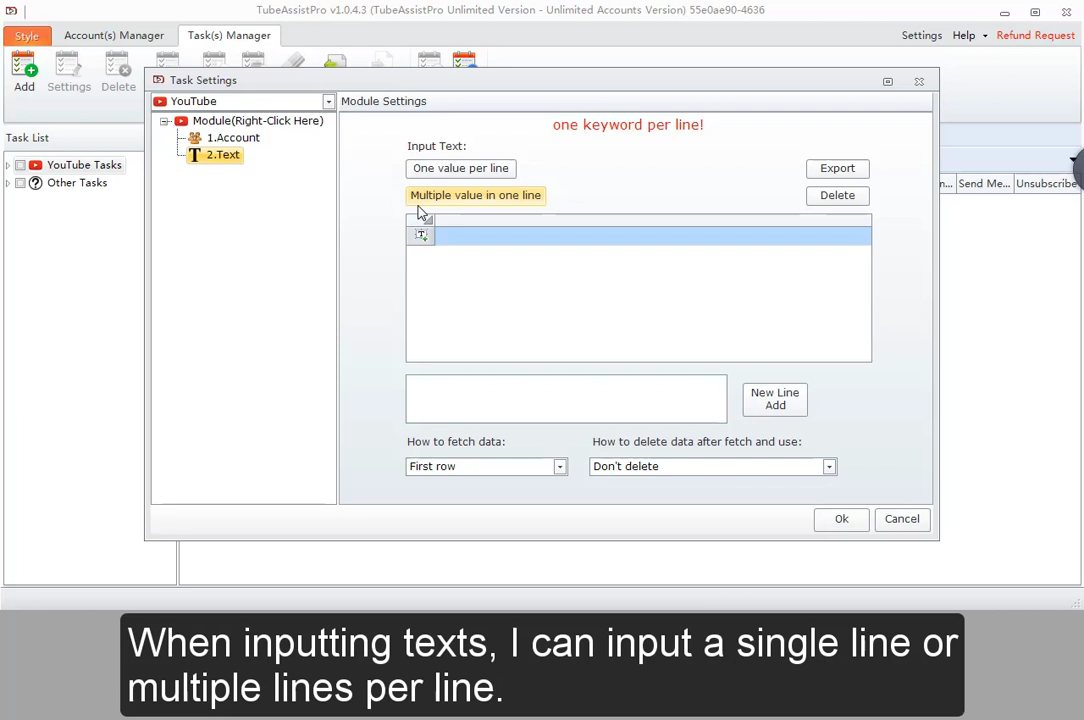 TubeAssistPro v1.0.4.3 (TubeAssistPro Unlimited Version - Unlimited Accounts Version) 55e0ae90-4636
Style Account(s) Manager Task(s) Manager Settings Help Refund Request
Add Settings Delete
Task List
YouTube Tasks
Other Tasks
n... Send Me... Unsubscribe
Task Settings
YouTube
Module(Right-Click Here)
1.Account
2.Text
Module Settings
one keyword per line!
Input Text:
One value per line Export
Multiple value in one line Delete
New Line
Add
How to fetch data: How to delete data after fetch and use:
First row Don't delete
Ok Cancel
When inputting texts, I can input a single line or
multiple lines per line.